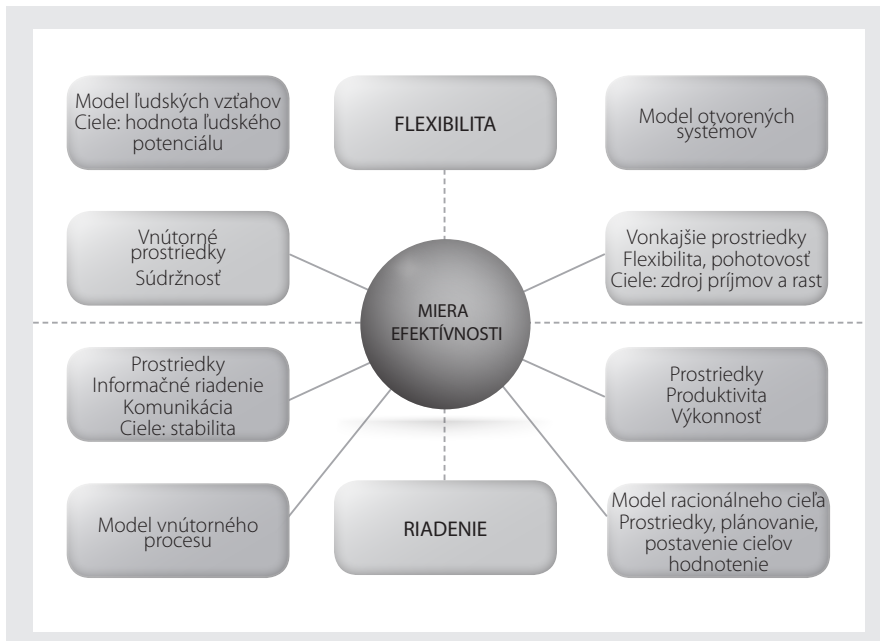 Model ľudských vzťahov
Ciele: hodnota ľudského
potenciálu
FLEXIBILITA
Model otvorených
systémov
Vnútorné
prostriedky
Súdržnosť
Vonkajšie prostriedky
Flexibilita, pohotovosť
Ciele: zdroj príjmov a rast
MIERA
EFEKTÍVNOSTI
Prostriedky
Informačné riadenie
Komunikácia
Ciele: stabilita
Prostriedky
Produktivita
Výkonnosť
Model vnútorného
procesu
RIADENIE
Model racionálneho cieľa
Prostriedky, plánovanie,
postavenie cieľov
hodnotenie